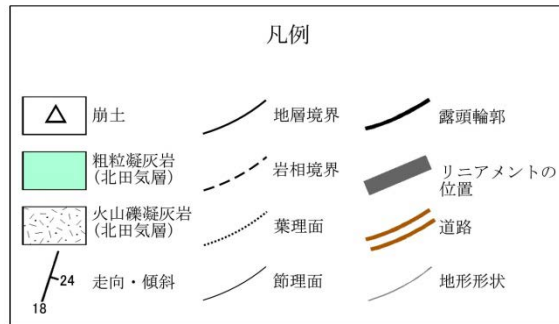 凡例
崩土
粗粒凝灰岩
(北田気層)
火山礫凝灰岩
(北田気層)
24
18
走向・傾斜
地層境界
岩相境界
葉理面
節理面
露頭輪郭
リニアメントの
位置
道路
地形形状